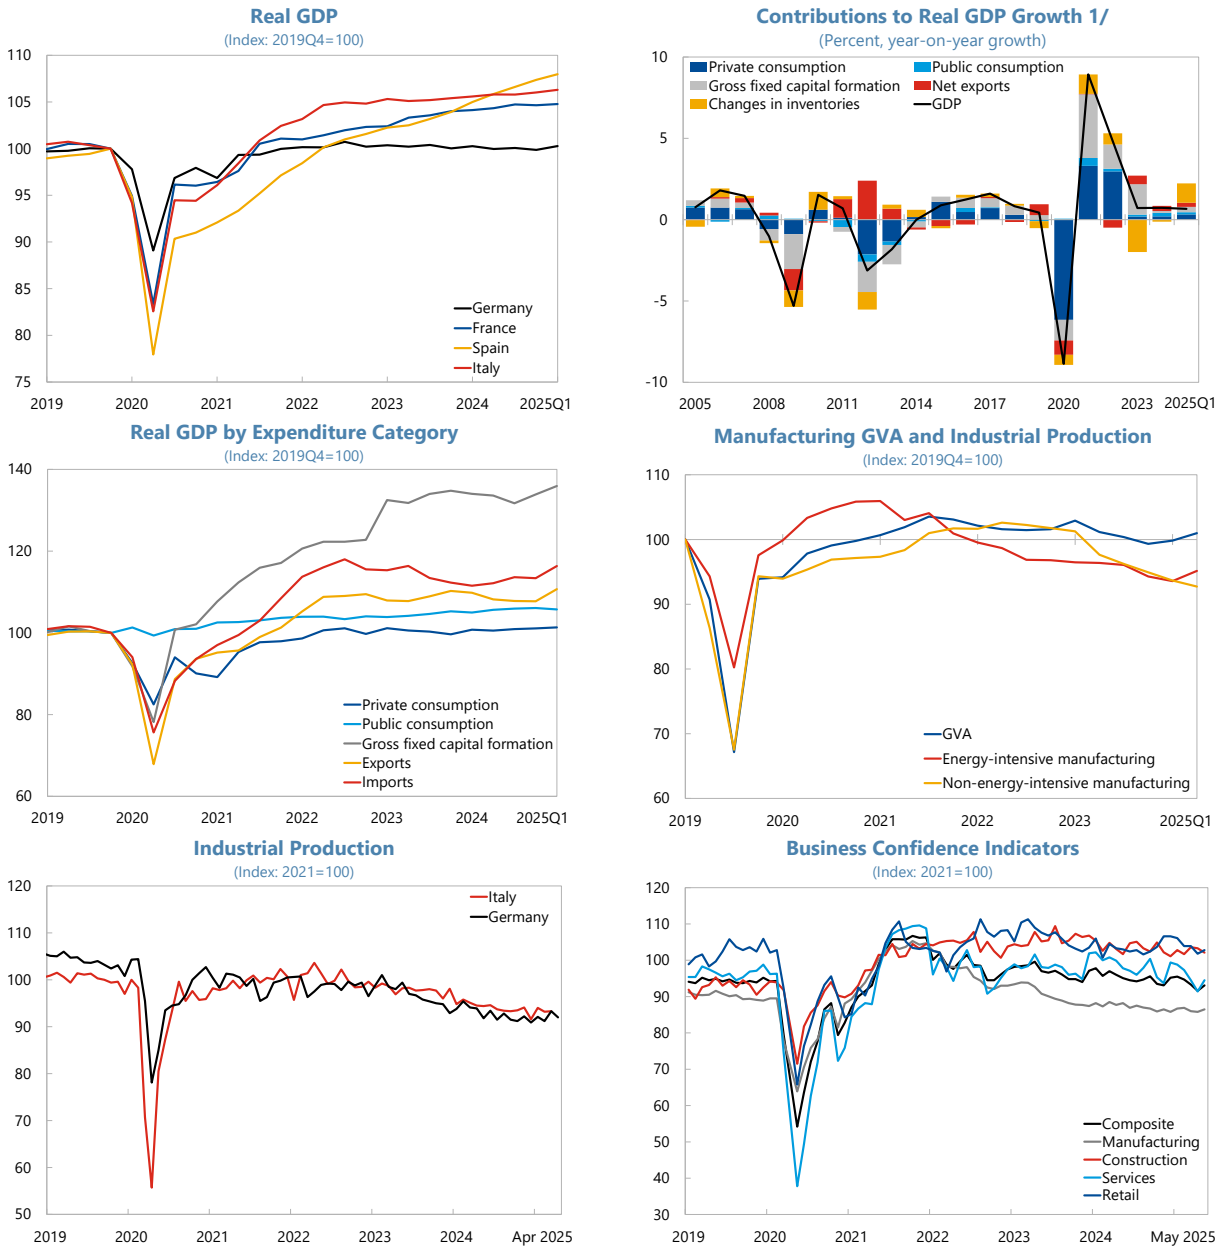 Real GDP
(Index: 2019Q4=100)
110
105
100
95
90
85
80
75
Germany
France
Spain
Italy
2019 2020 2021 2022 2023 2024 2025Q1
Contributions to Real GDP Growth 1/
(Percent, year-on-year growth)
10
5
0
-5
-10
Private consumption
Public consumption
Gross fixed capital formation
Net exports
Changes in inventories
GDP
2005 2008 2011 2014 2017 2020 2023 2025Q1
Real GDP by Expenditure Category
(Index: 2019Q4=100)
140
120
100
80
60
Private consumption
Public consumption
Gross fixed capital formation
Exports
Imports
2019 2020 2021 2022 2023 2024 2025Q1
Manufacturing GVA and Industrial Production
(Index: 2019Q4=100)
110
100
90
80
70
60
GVA
Energy-intensive manufacturing
Non-energy-intensive manufacturing
2019 2020 2021 2022 2023 2025Q1
Industrial Production
(Index: 2021=100)
120
110
100
90
80
70
60
50
Italy
Germany
2019 2020 2021 2022 2023 2024 Apr 2025
Business Confidence Indicators
(Index: 2021=100)
120
110
100
90
80
70
60
50
40
30
Composite
Manufacturing
Construction
Services
Retail
2019 2020 2021 2022 2023 2024 May 2025